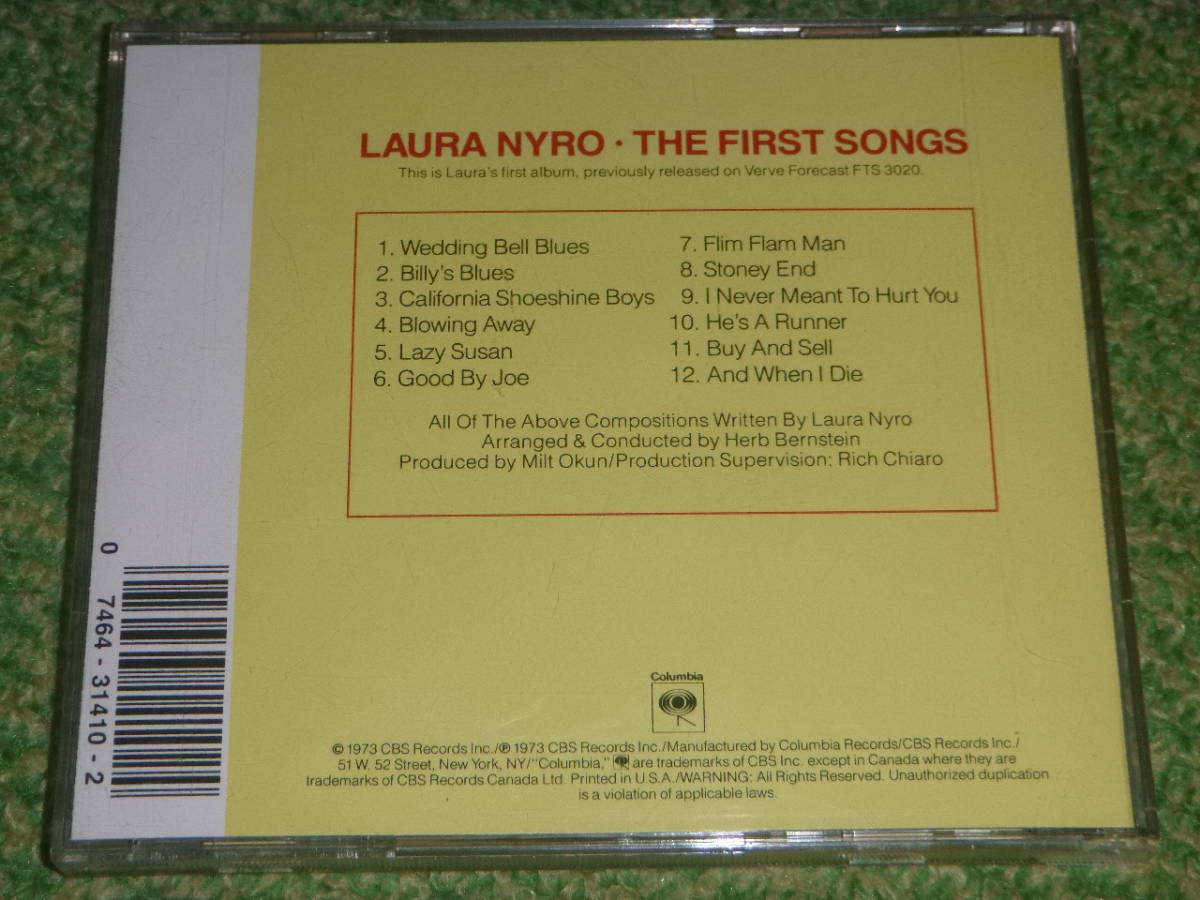 LAURA NYRO · THE FIRST SONGS
This is Laura's first album, previously released on Verve Forecast FTS 3020.
1. Wedding Bell Blues
2. Billy's Blues
3. California Shoeshine Boys
4. Blowing Away
5. Lazy Susan
6. Good By Joe
7. Flim Flam Man
8. Stoney End
9. I Never Meant To Hurt You
10. He's A Runner
11. Buy And Sell
12. And When I Die
All Of The Above Compositions Written By Laura Nyro
Arranged & Conducted by Herb Bernstein
Produced by Milt Okun/Production Supervision: Rich Chiaro
0 7464-31410-2
Columbia
© 1973 CBS Records Inc./℗ 1973 CBS Records Inc./Manufactured by Columbia Records/CBS Records Inc./
51 W. 52 Street, New York, NY/"Columbia," are trademarks of CBS Inc. except in Canada where they are
trademarks of CBS Records Canada Ltd. Printed in U.S.A./WARNING: All Rights Reserved. Unauthorized duplication
is a violation of applicable laws.